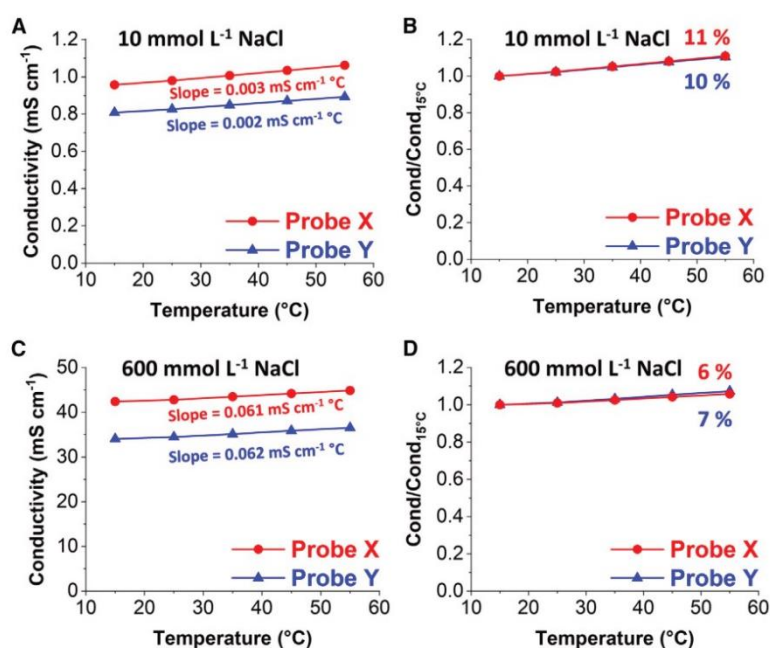 A
10 mmol L⁻¹ NaCl
Conductivity (mS cm⁻¹)
1.2
1.0
0.8
0.6
0.4
0.2
0.0
Slope = 0.003 mS cm⁻¹ °C
Slope = 0.002 mS cm⁻¹ °C
Probe X
Probe Y
10 20 30 40 50 60
Temperature (°C)
B
10 mmol L⁻¹ NaCl
11 %
10 %
Cond/Cond₁₅°C
1.2
1.0
0.8
0.6
0.4
0.2
0.0
Probe X
Probe Y
10 20 30 40 50 60
Temperature (°C)
C
600 mmol L⁻¹ NaCl
Conductivity (mS cm⁻¹)
50
40
30
20
10
0
Slope = 0.061 mS cm⁻¹ °C
Slope = 0.062 mS cm⁻¹ °C
Probe X
Probe Y
10 20 30 40 50 60
Temperature (°C)
D
600 mmol L⁻¹ NaCl
6 %
7 %
Cond/Cond₁₅°C
1.2
1.0
0.8
0.6
0.4
0.2
0.0
Probe X
Probe Y
10 20 30 40 50 60
Temperature (°C)